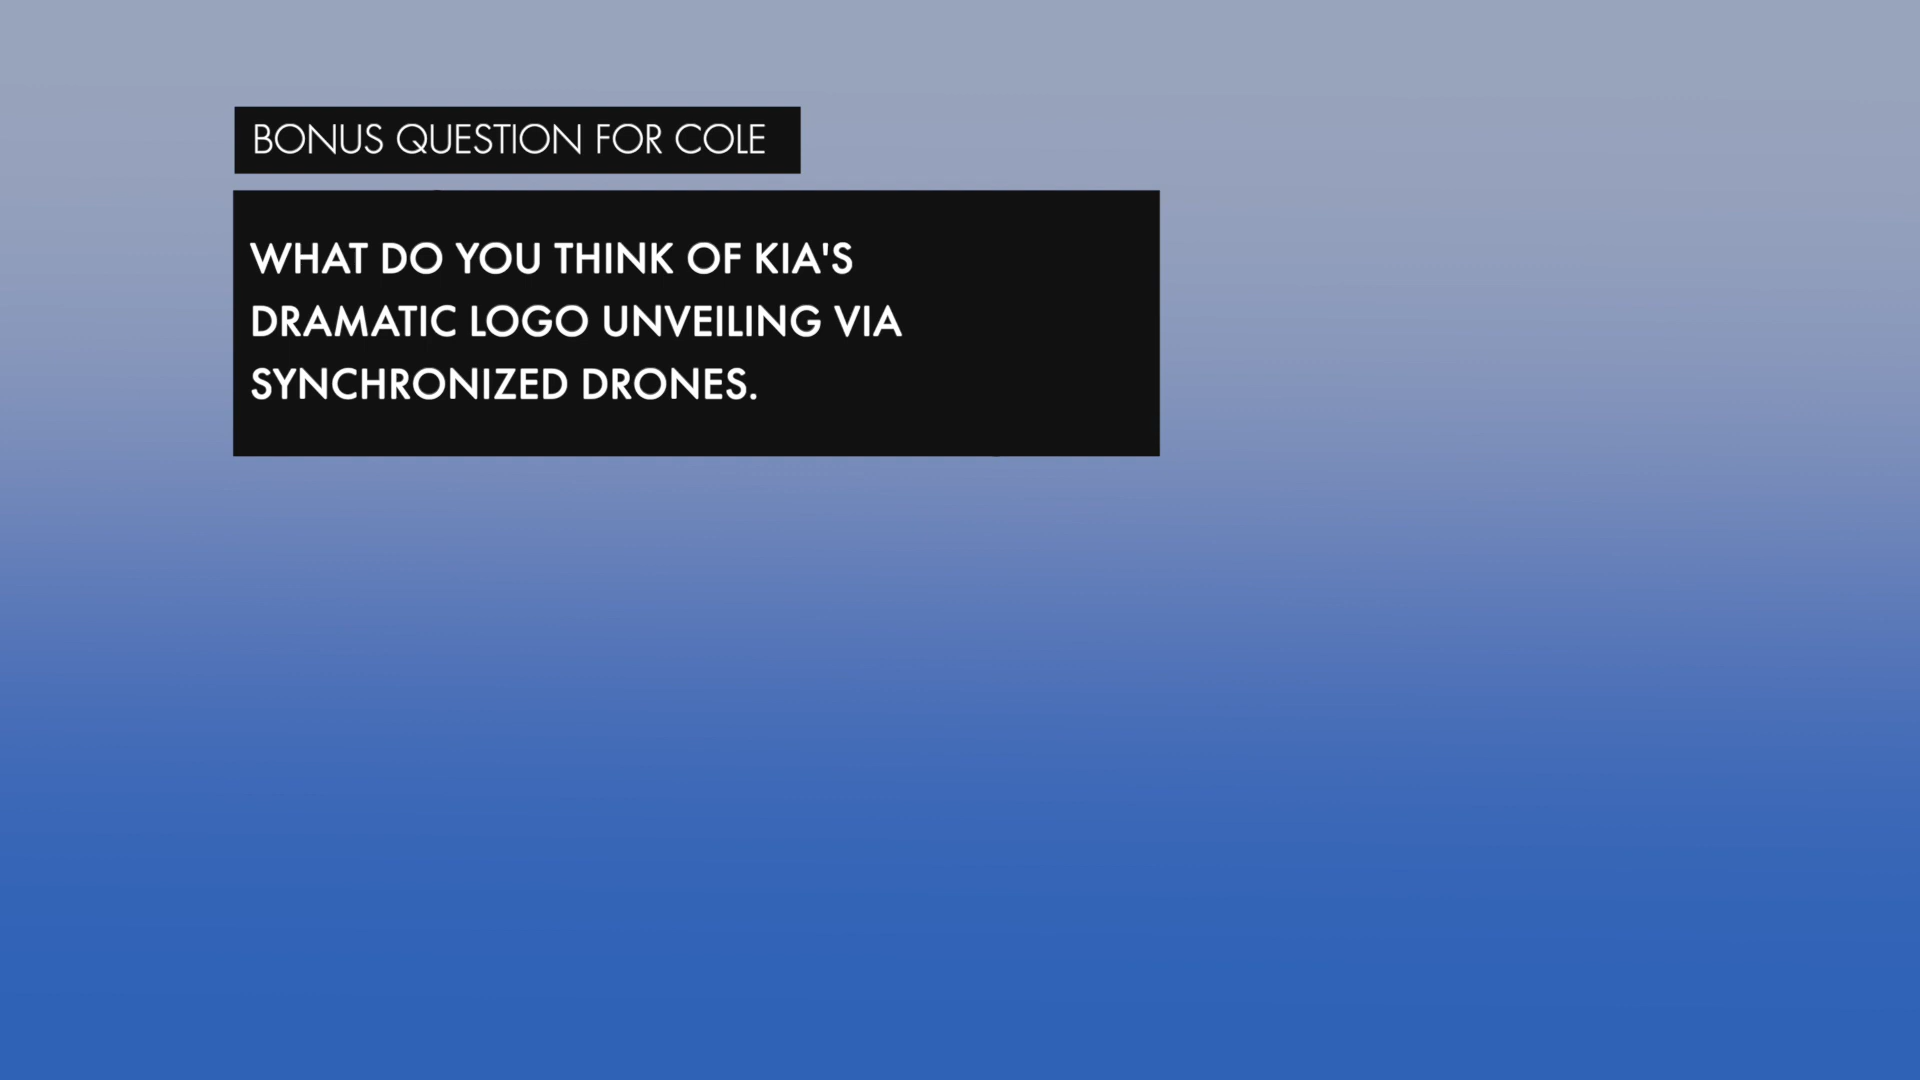 BONUS QUESTION FOR COLE
WHAT DO YOU THINK OF KIA'S
DRAMATIC LOGO UNVEILING VIA
SYNCHRONIZED DRONES.